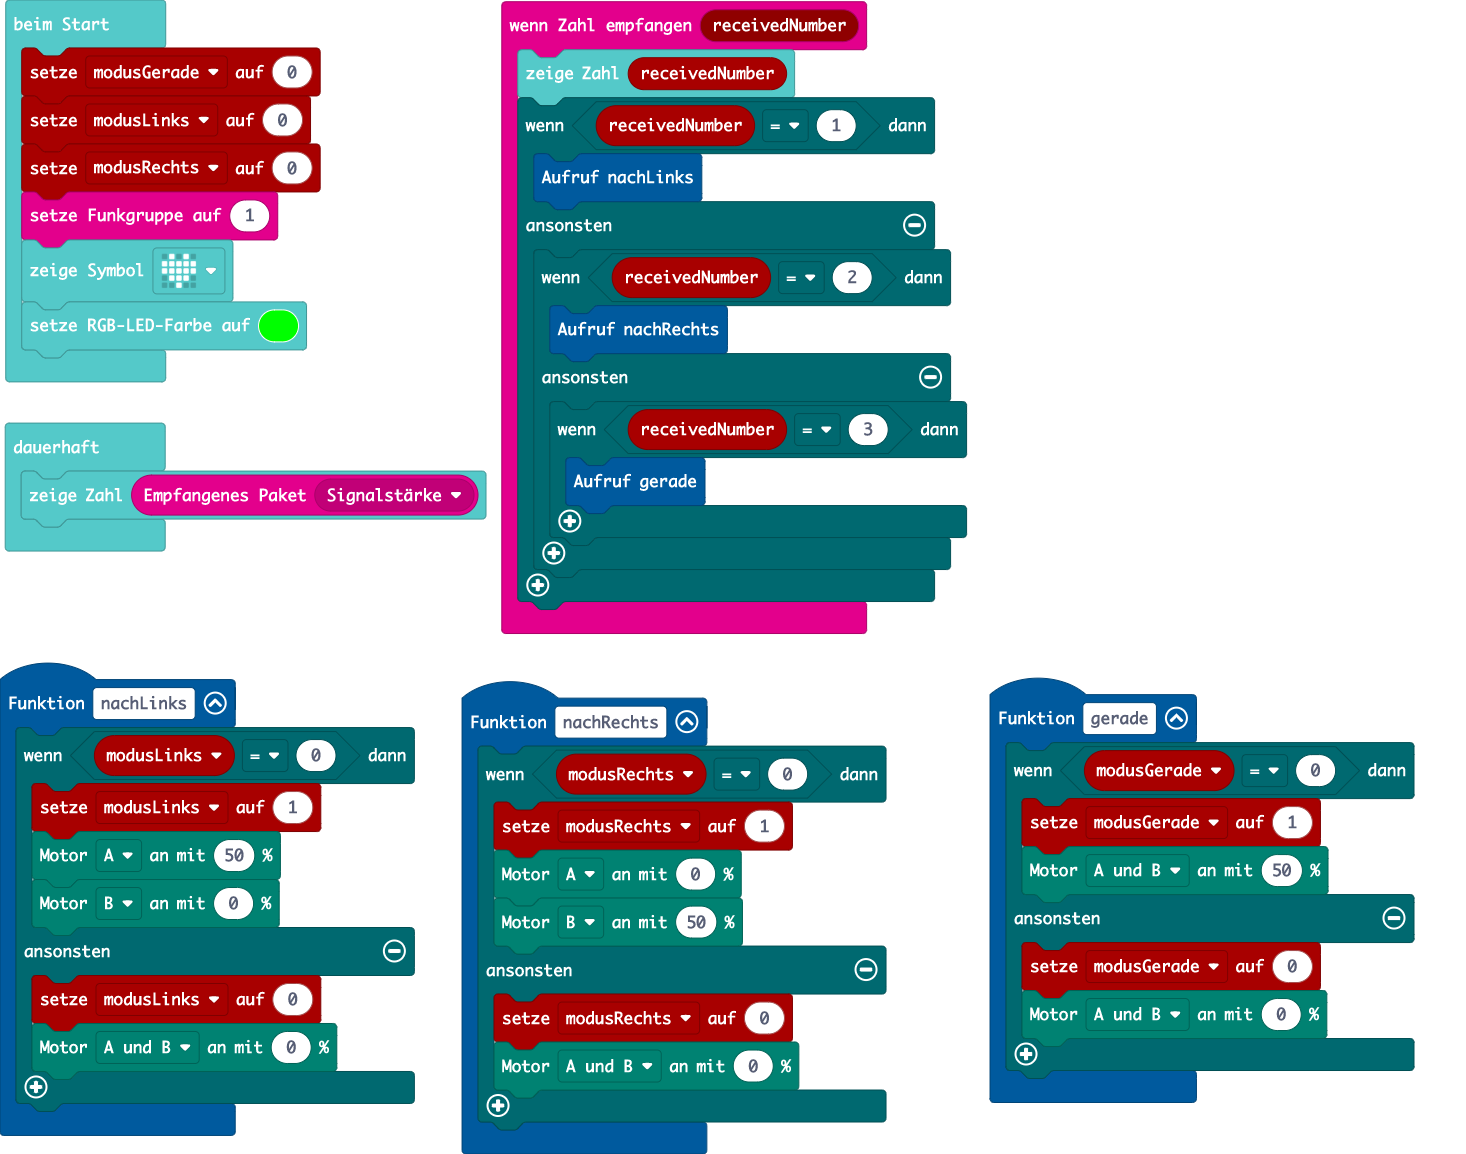 beim Start
setze modusGerade auf 0
setze modusLinks auf 0
setze modusRechts auf 0
setze Funkgruppe auf 1
zeige Symbol
setze RGB-LED-Farbe auf
dauerhaft
zeige Zahl Empfangenes Paket Signalstärke
wenn Zahl empfangen receivedNumber
zeige Zahl receivedNumber
wenn receivedNumber = 1 dann
Aufruf nachLinks
ansonsten
wenn receivedNumber = 2 dann
Aufruf nachRechts
ansonsten
wenn receivedNumber = 3 dann
Aufruf gerade
Funktion nachLinks
wenn modusLinks = 0 dann
setze modusLinks auf 1
Motor A an mit 50 %
Motor B an mit 0 %
ansonsten
setze modusLinks auf 0
Motor A und B an mit 0 %
Funktion nachRechts
wenn modusRechts = 0 dann
setze modusRechts auf 1
Motor A an mit 0 %
Motor B an mit 50 %
ansonsten
setze modusRechts auf 0
Motor A und B an mit 0 %
Funktion gerade
wenn modusGerade = 0 dann
setze modusGerade auf 1
Motor A und B an mit 50 %
ansonsten
setze modusGerade auf 0
Motor A und B an mit 0 %